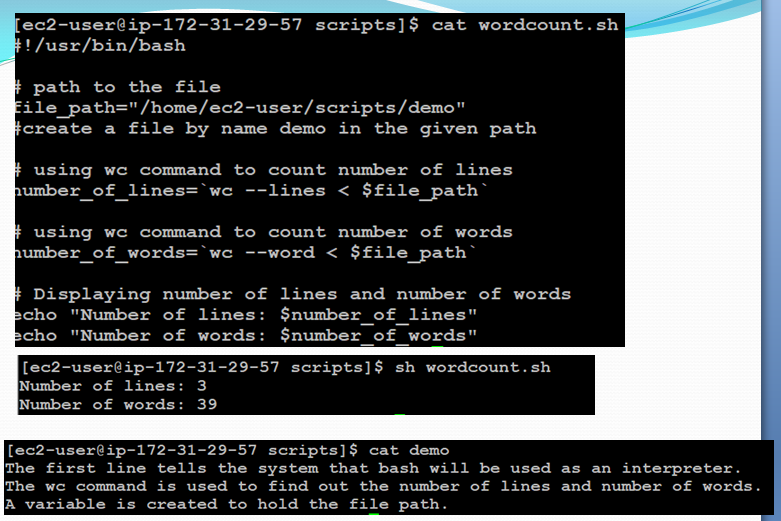 [ec2-user@ip-172-31-29-57 scripts]$ cat wordcount.sh
#!/usr/bin/bash
# path to the file
file_path="/home/ec2-user/scripts/demo"
#create a file by name demo in the given path
# using wc command to count number of lines
number_of_lines=`wc --lines < $file_path`
# using wc command to count number of words
number_of_words=`wc --word < $file_path`
# Displaying number of lines and number of words
echo "Number of lines: $number_of_lines"
echo "Number of words: $number_of_words"
[ec2-user@ip-172-31-29-57 scripts]$ sh wordcount.sh
Number of lines: 3
Number of words: 39
[ec2-user@ip-172-31-29-57 scripts]$ cat demo
The first line tells the system that bash will be used as an interpreter.
The wc command is used to find out the number of lines and number of words.
A variable is created to hold the file path.